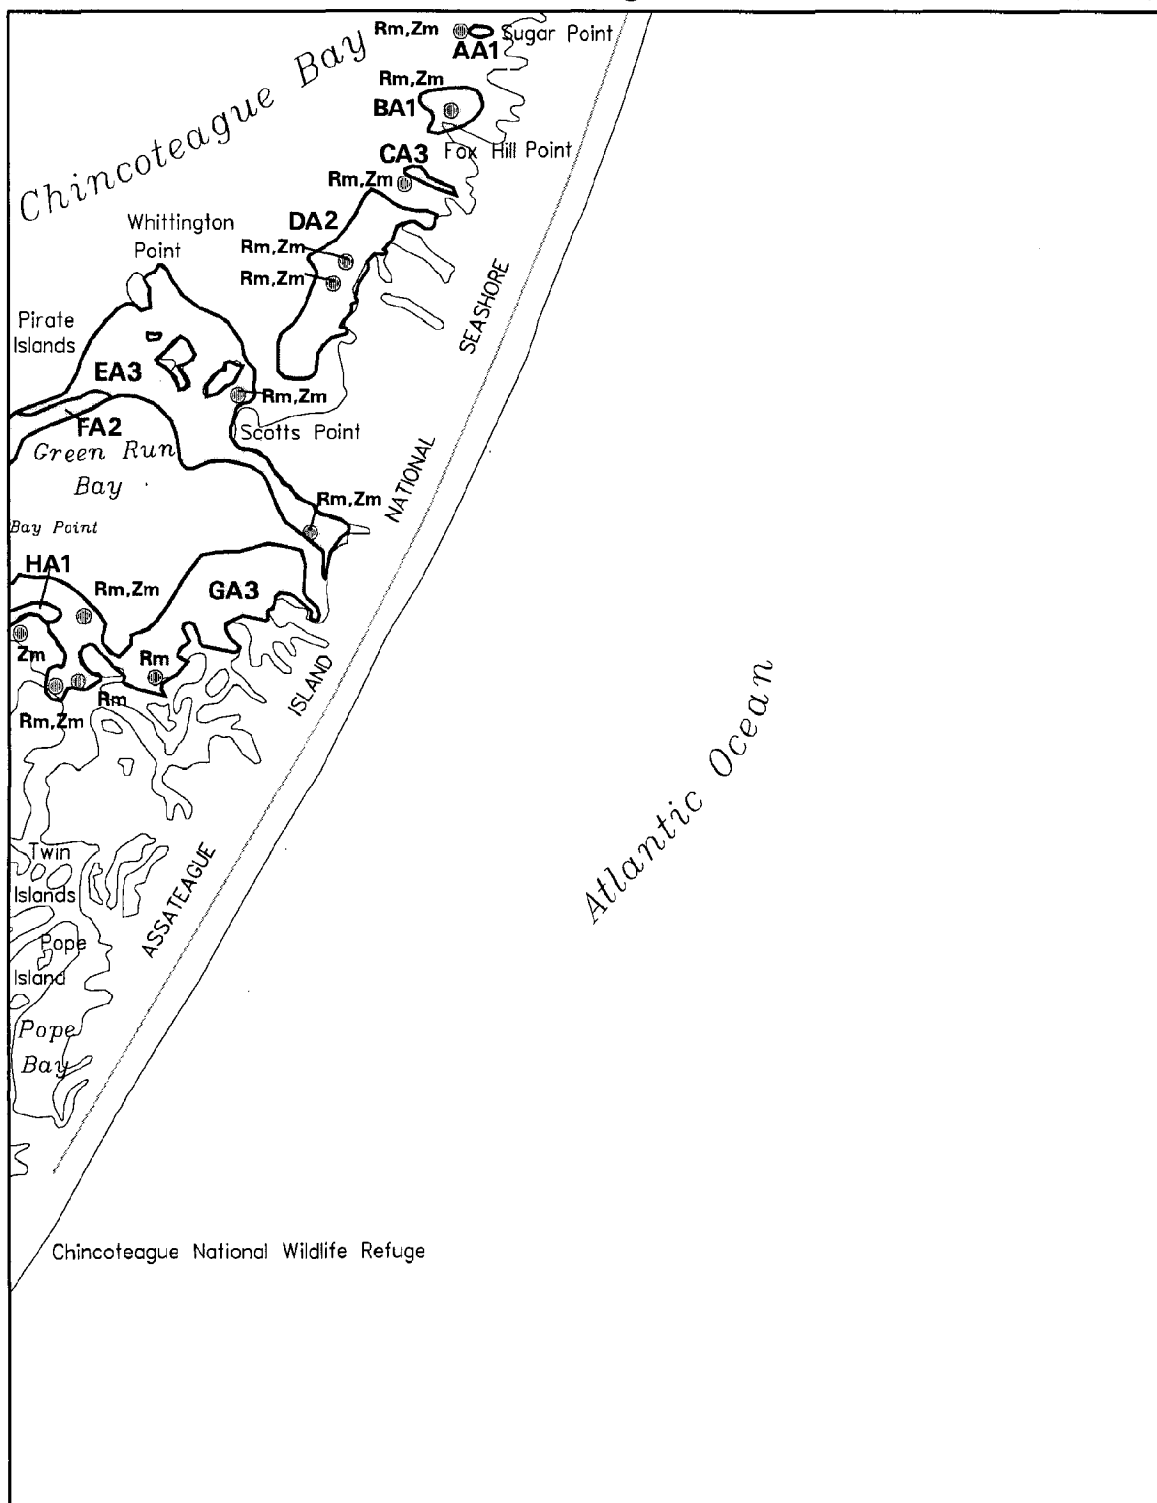 Rm,Zm
Sugar Point
AA1
Chincoteague Bay
Rm,Zm
BA1
Fox Hill Point
CA3
Rm,Zm
Whittington
Point
DA2
Rm,Zm
Rm,Zm
SEASHORE
Pirate
Islands
EA3
Rm,Zm
FA2
Scotts Point
Green Run
Bay
NATIONAL
Rm,Zm
Bay Point
HA1
Rm,Zm
GA3
Zm
Rm
ISLAND
Rm
Rm,Zm
Atlantic Ocean
Twin
Islands
ASSATEAGUE
Pope
Island
Pope
Bay
Chincoteague National Wildlife Refuge